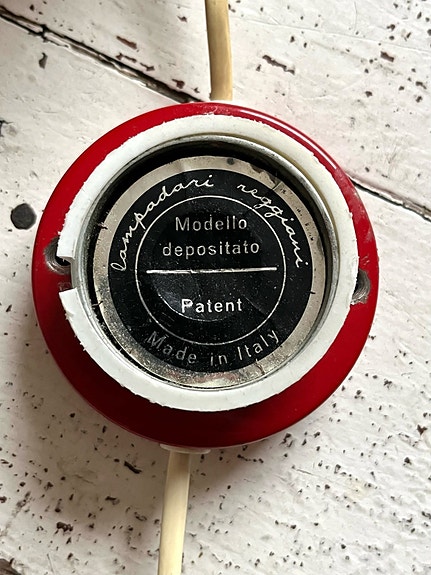 lampadari reggiani
Modello
depositato
Patent
Made in Italy